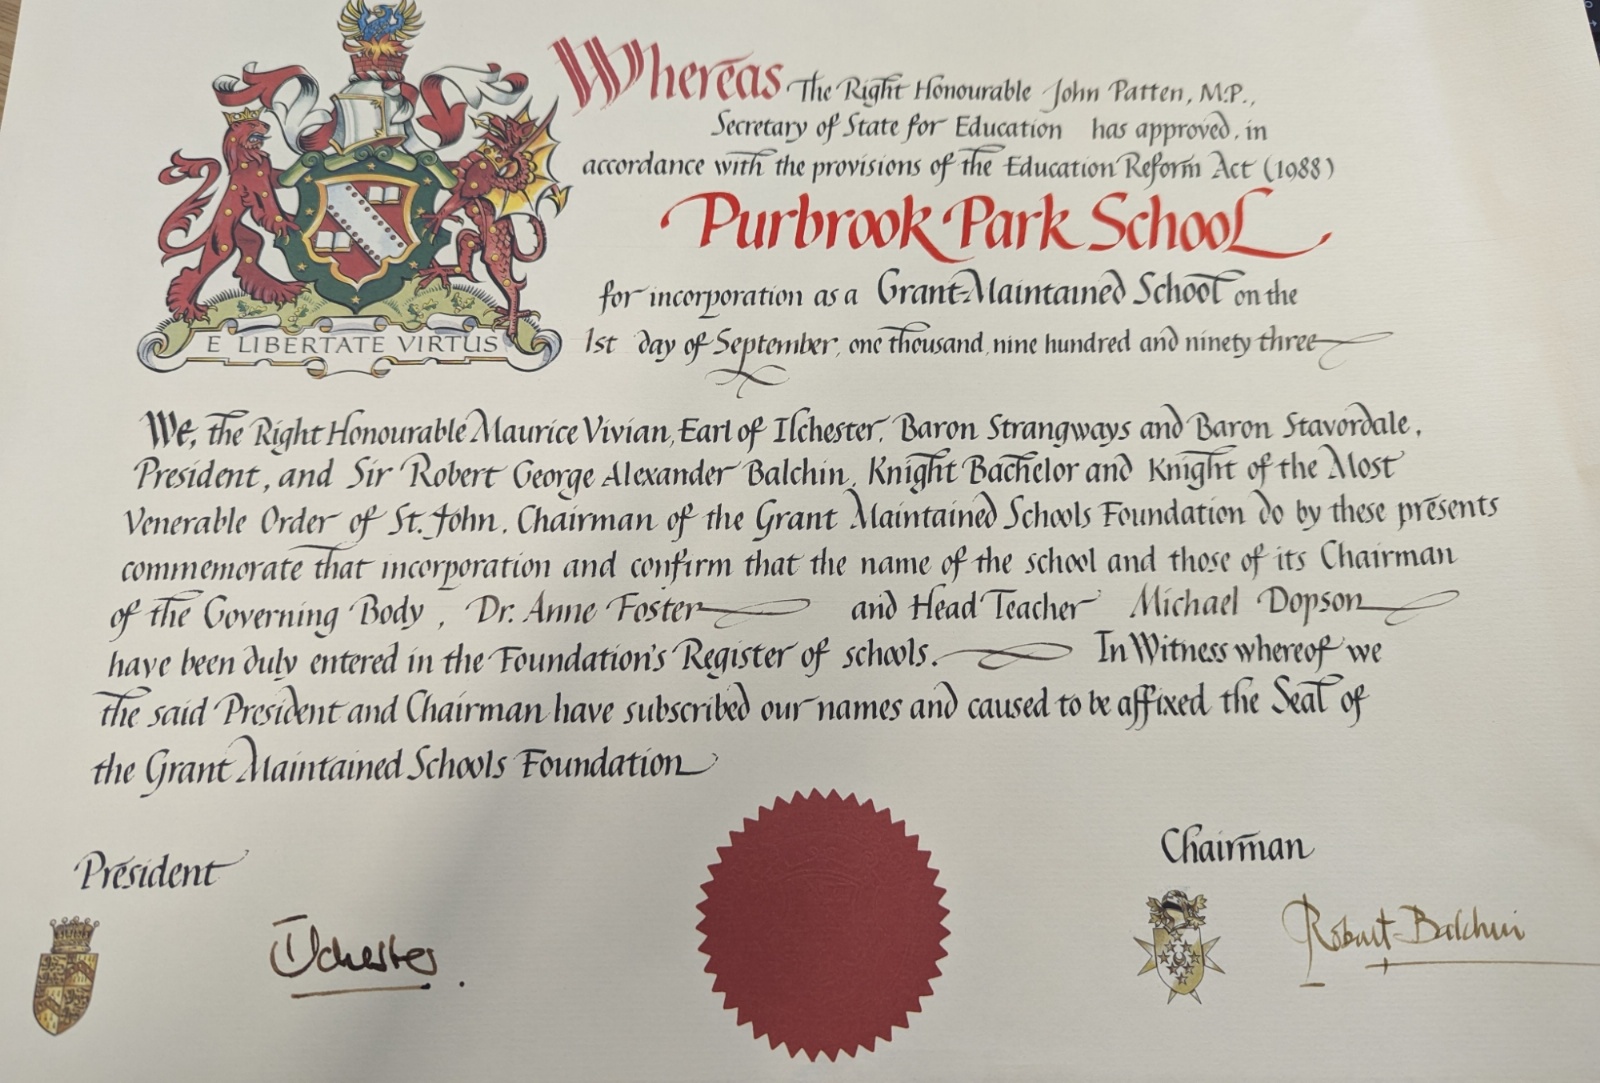 Whereas The Right Honourable John Patten, M.P.,
Secretary of State for Education has approved, in
accordance with the provisions of the Education Reform Act (1988)
Purbrook Park School
for incorporation as a Grant-Maintained School on the
1st day of September, one thousand, nine hundred and ninety three
E LIBERTATE VIRTUS
We, the Right Honourable Maurice Vivian, Earl of Ilchester, Baron Strangways and Baron Stavordale,
President, and Sir Robert George Alexander Balchin, Knight Bachelor and Knight of the Most
Venerable Order of St. John, Chairman of the Grant Maintained Schools Foundation do by these presents
commemorate that incorporation and confirm that the name of the school and those of its Chairman
of the Governing Body, Dr. Anne Foster and Head Teacher Michael Dopson
have been duly entered in the Foundation's Register of schools. In Witness whereof we
the said President and Chairman have subscribed our names and caused to be affixed the Seal of
the Grant Maintained Schools Foundation
President
Ilchester.
Chairman
Robert Balchin